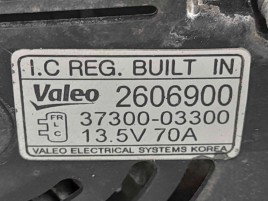 I.C REG. BUILT IN
Valeo 2606900
FR 37300-03300
L C 13.5V 70A
VALEO ELECTRICAL SYSTEMS KOREA